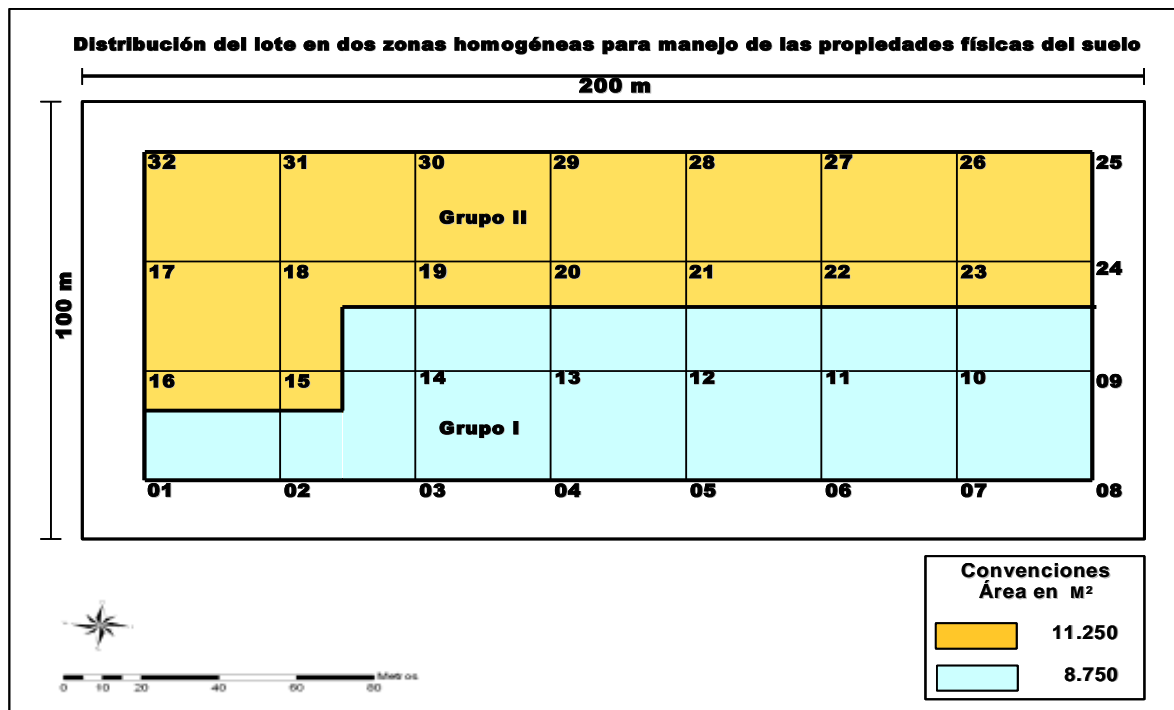 Distribución del lote en dos zonas homogéneas para manejo de las propiedades físicas del suelo
200 m
100 m
32 31 30 29 28 27 26 25
Grupo II
17 18 19 20 21 22 23 24
16 15 14 13 12 11 10 09
Grupo I
01 02 03 04 05 06 07 08
Convenciones
Área en M²
11.250
8.750
Metros
0 10 20 40 60 80